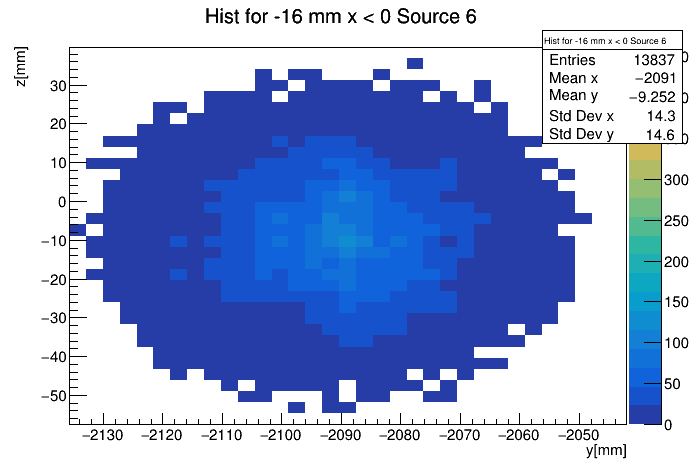 Hist for -16 mm x < 0 Source 6
Hist for -16 mm x < 0 Source 6
Entries 13837
Mean x −2091
Mean y −9.252
Std Dev x 14.3
Std Dev y 14.6
z[mm]
30
20
10
0
−10
−20
−30
−40
−50
−2130 −2120 −2110 −2100 −2090 −2080 −2070 −2060 −2050
y[mm]
0
0
300
250
200
150
100
50
0